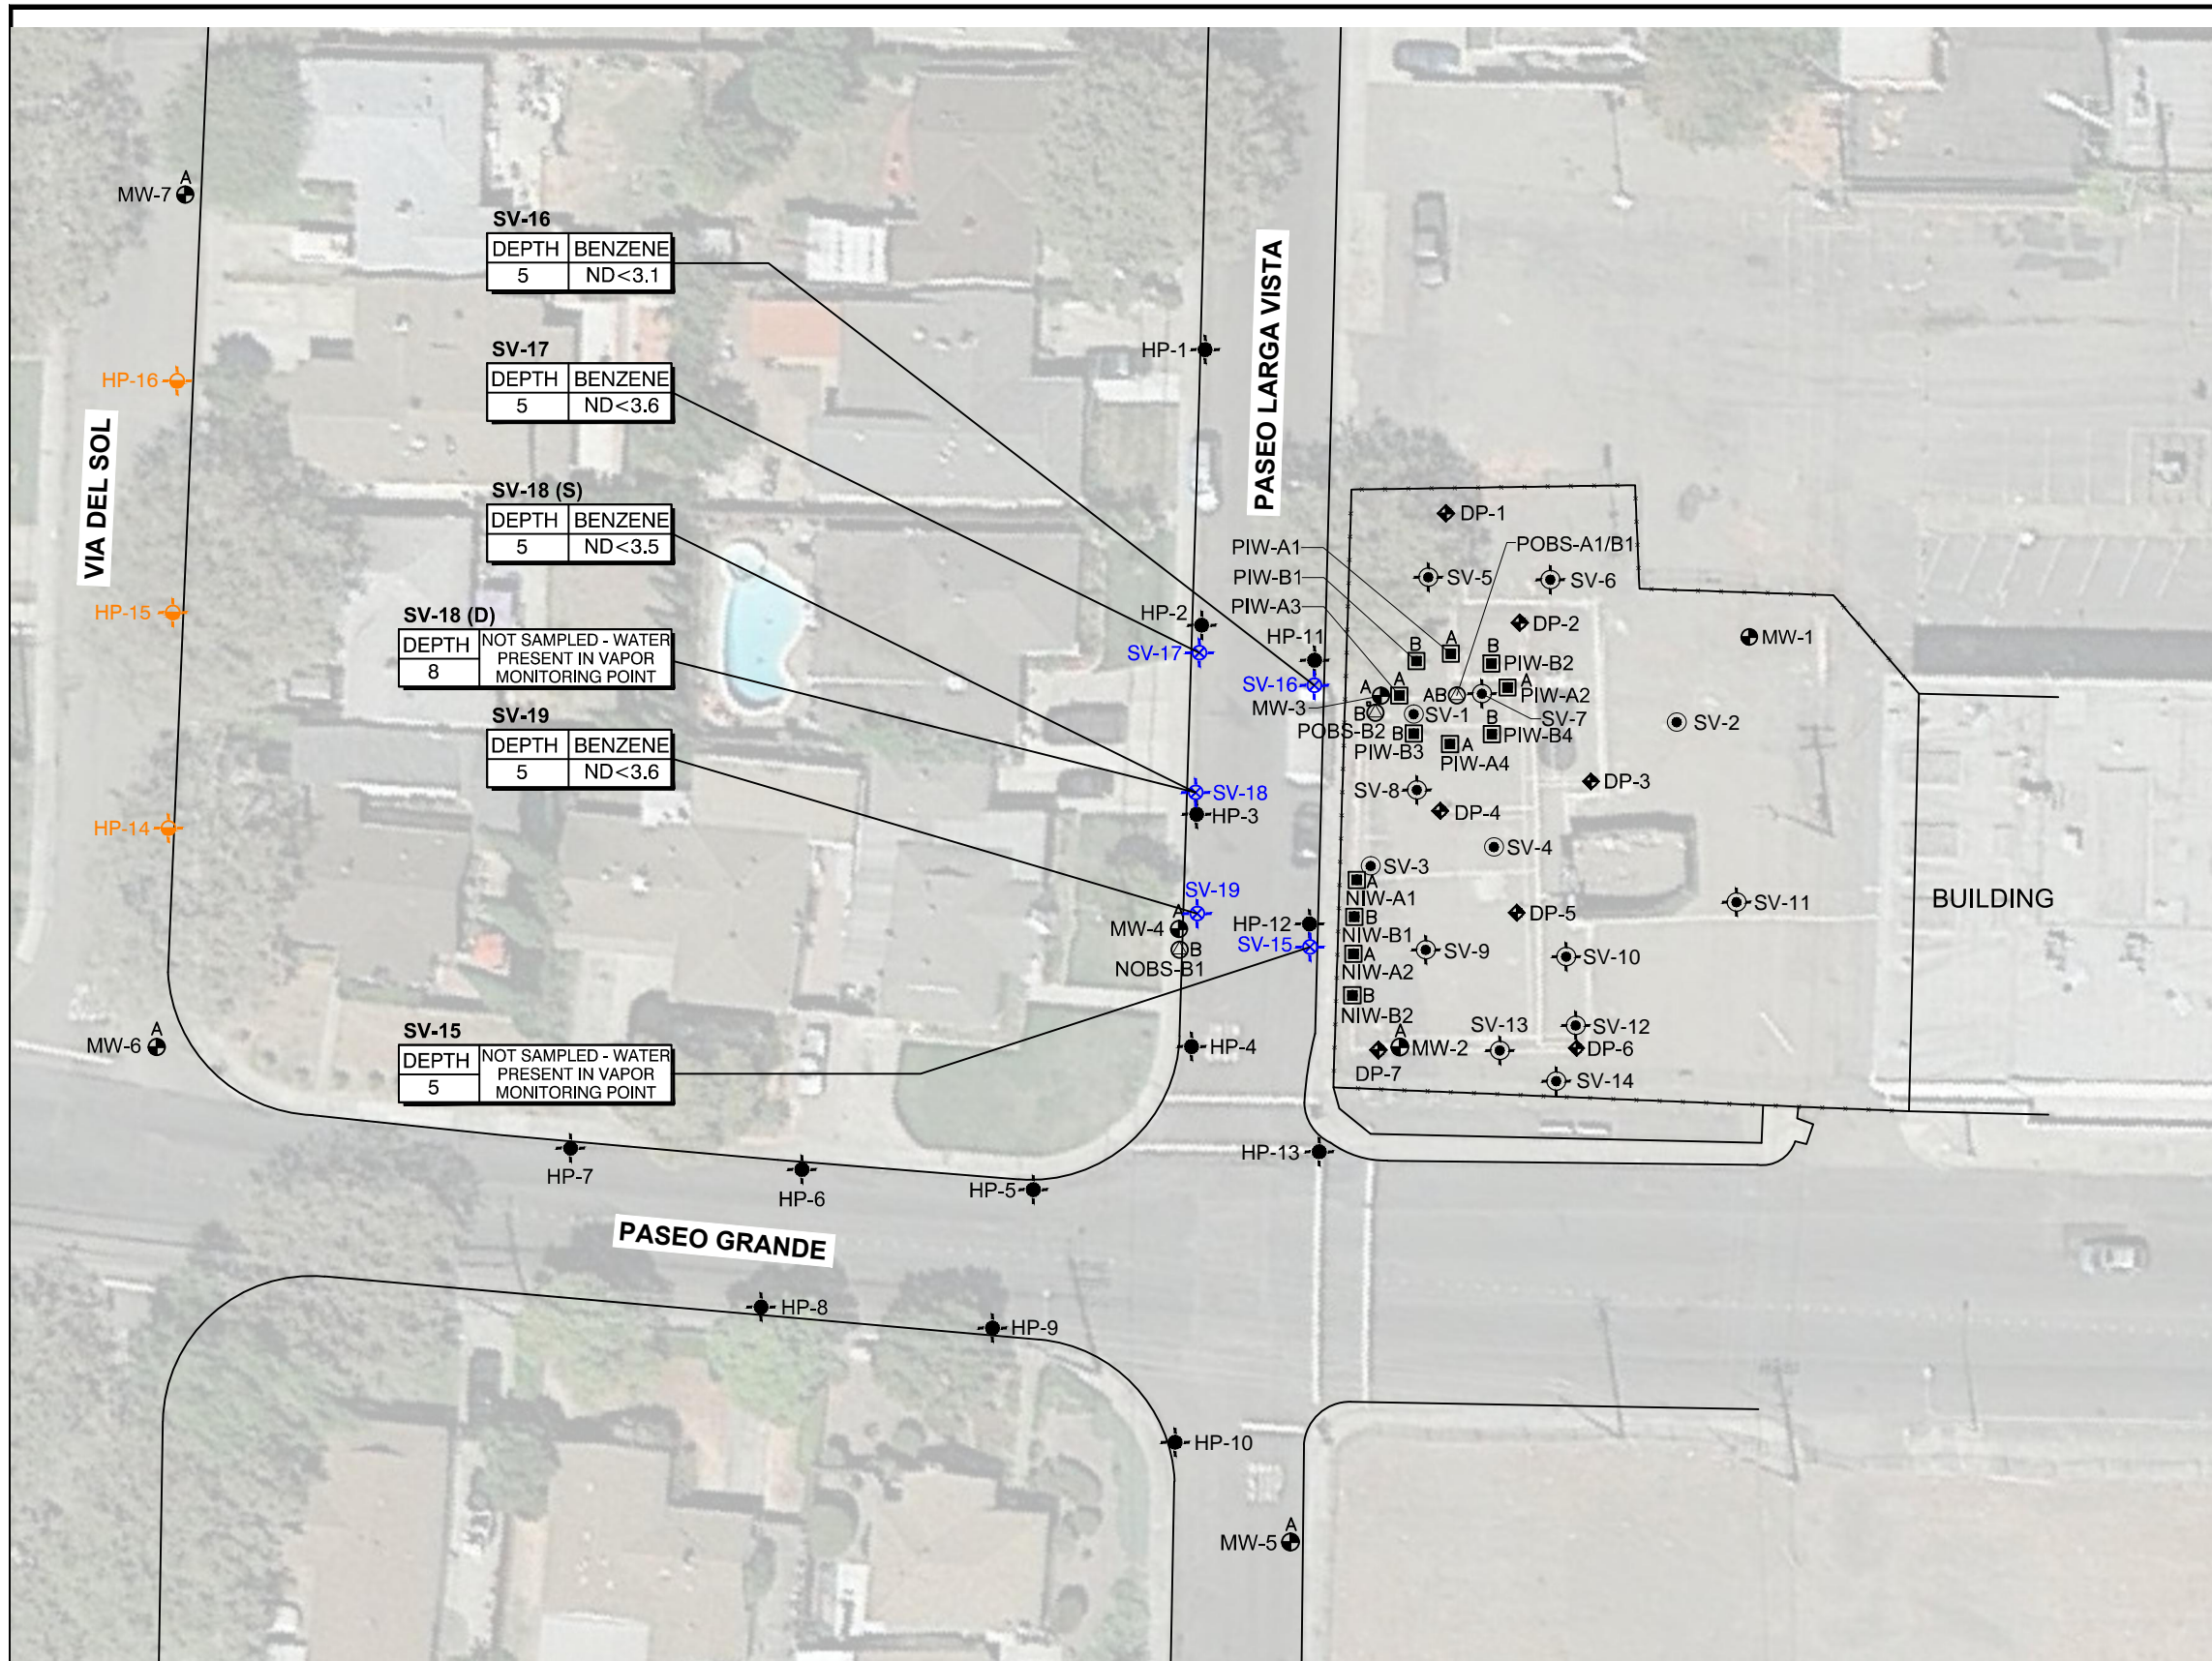 MW-7
A
SV-16
DEPTH BENZENE
5 ND<3.1
SV-17
DEPTH BENZENE
5 ND<3.6
SV-18 (S)
DEPTH BENZENE
5 ND<3.5
SV-18 (D)
DEPTH NOT SAMPLED - WATER
PRESENT IN VAPOR
8 MONITORING POINT
SV-19
DEPTH BENZENE
5 ND<3.6
SV-15
DEPTH NOT SAMPLED - WATER
PRESENT IN VAPOR
5 MONITORING POINT
HP-16
VIA DEL SOL
HP-15
HP-14
A
MW-6
HP-7
HP-6
HP-5
PASEO GRANDE
HP-8
HP-9
HP-10
A
MW-5
PASEO LARGA VISTA
HP-1
HP-2
SV-17
HP-11
SV-16
SV-18
HP-3
SV-19
A
MW-4
B
NOBS-B1
HP-12
SV-15
HP-4
HP-13
DP-1
PIW-A1
POBS-A1/B1
PIW-B1
SV-5
SV-6
PIW-A3
DP-2
MW-1
B
A
B
PIW-B2
A
A
AB
A
PIW-A2
MW-3
B
SV-1
SV-7
SV-2
POBS-B2
B
B
PIW-B4
PIW-B3
A
PIW-A4
SV-8
DP-3
DP-4
SV-4
SV-3
A
NIW-A1
B
NIW-B1
DP-5
SV-11
BUILDING
A
NIW-A2
SV-9
SV-10
B
NIW-B2
SV-13
SV-12
A
MW-2
DP-6
DP-7
SV-14